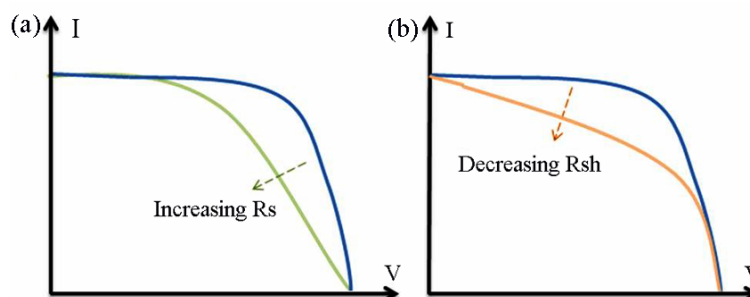 (a)
I
Increasing Rs
V
(b)
I
Decreasing Rsh
V